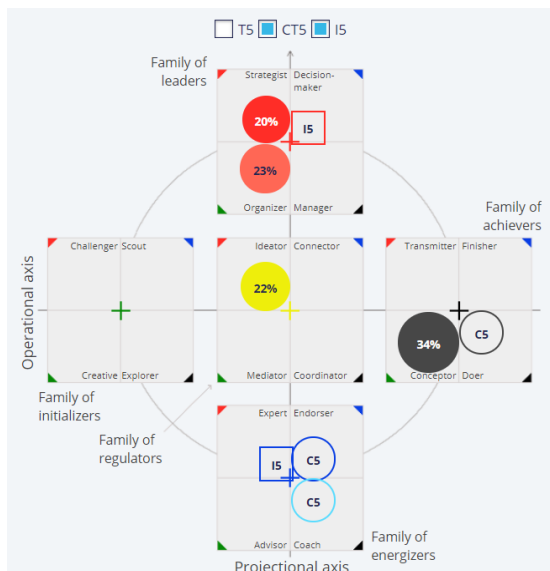 T5 CT5 I5
Family of
leaders
Strategist Decision-
maker
20%
I5
23%
Organizer Manager
Family of
achievers
Challenger Scout
Ideator Connector
Transmitter Finisher
Operational axis
22%
34%
C5
Creative Explorer
Mediator Coordinator
Conceptor Doer
Family of
initializers
Family of
regulators
Expert Endorser
I5
C5
C5
Advisor Coach
Family of
energizers
Projectional axis